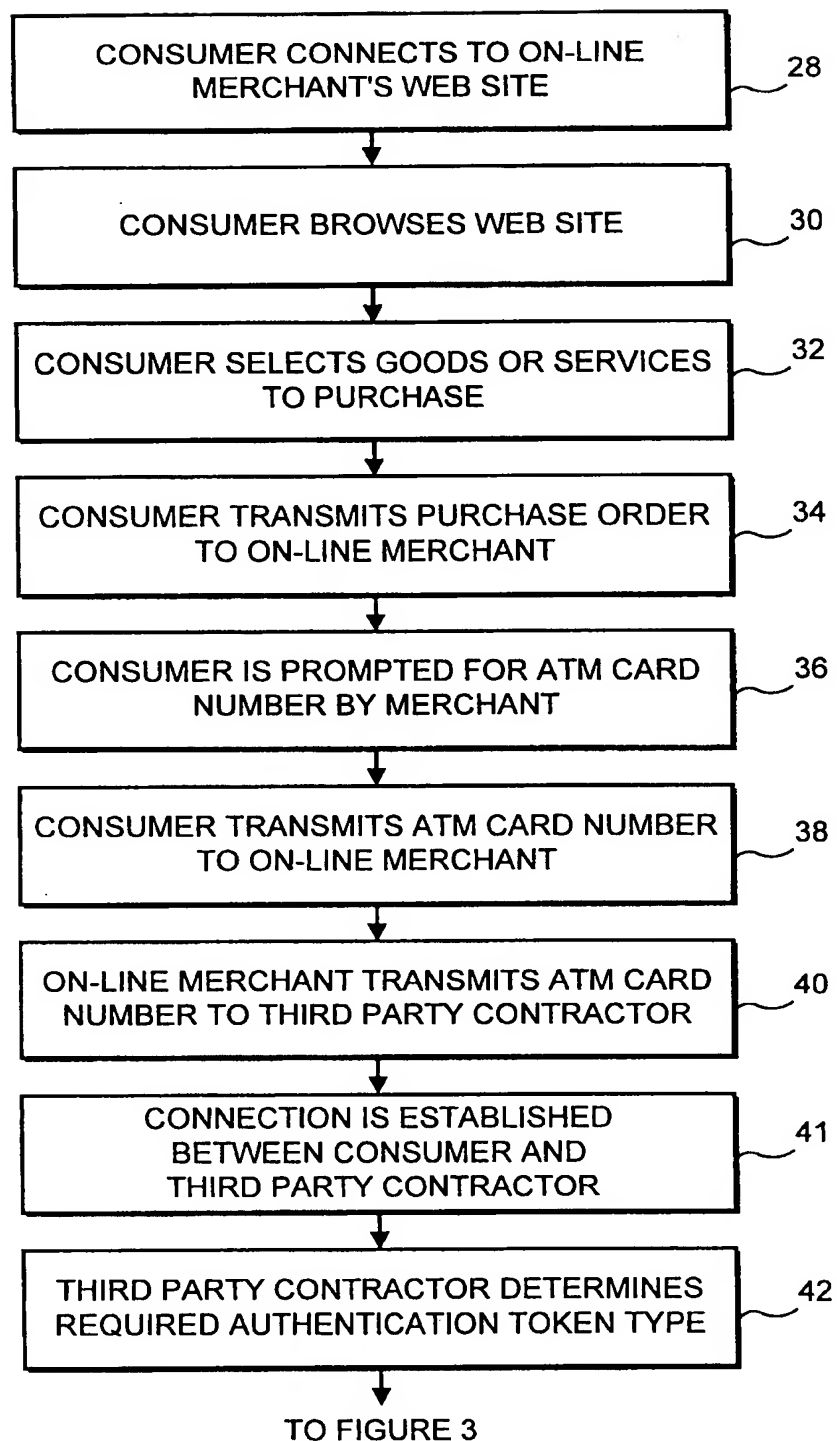 CONSUMER CONNECTS TO ON-LINE
MERCHANT'S WEB SITE
28
CONSUMER BROWSES WEB SITE
30
CONSUMER SELECTS GOODS OR SERVICES
TO PURCHASE
32
CONSUMER TRANSMITS PURCHASE ORDER
TO ON-LINE MERCHANT
34
CONSUMER IS PROMPTED FOR ATM CARD
NUMBER BY MERCHANT
36
CONSUMER TRANSMITS ATM CARD NUMBER
TO ON-LINE MERCHANT
38
ON-LINE MERCHANT TRANSMITS ATM CARD
NUMBER TO THIRD PARTY CONTRACTOR
40
CONNECTION IS ESTABLISHED
BETWEEN CONSUMER AND
THIRD PARTY CONTRACTOR
41
THIRD PARTY CONTRACTOR DETERMINES
REQUIRED AUTHENTICATION TOKEN TYPE
42
TO FIGURE 3